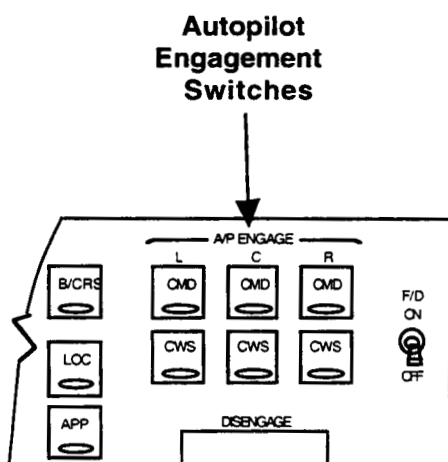 Autopilot
Engagement
Switches
A/P ENGAGE
L C R
B/CRS CMD CMD CMD
F/D
ON
LOC CWS CWS CWS
OFF
APP
DISENGAGE